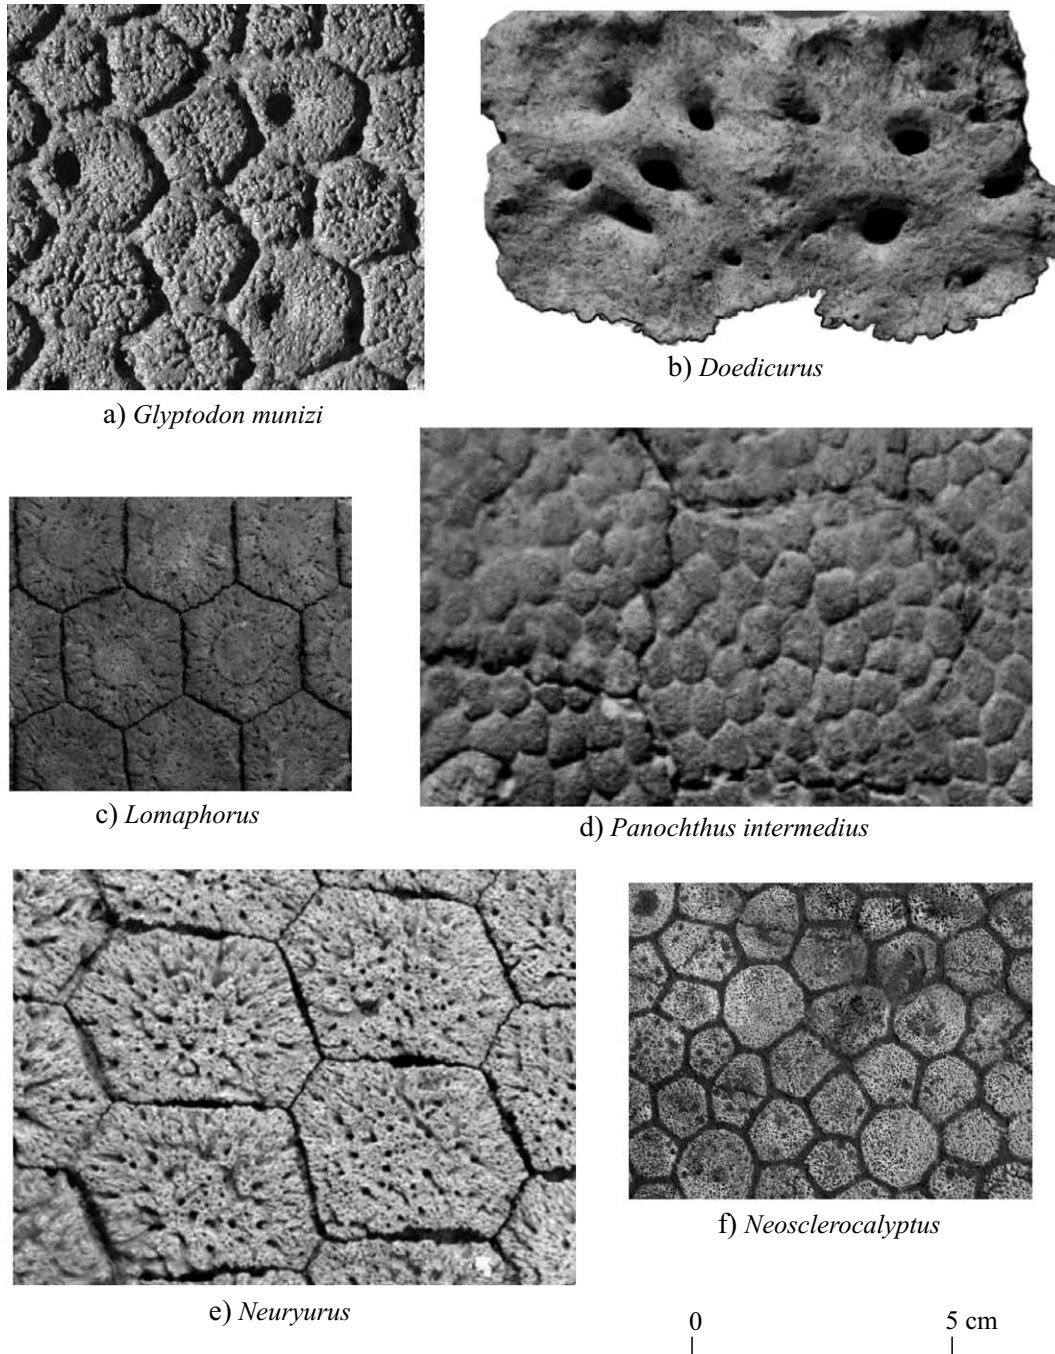 a) Glyptodon munizi
b) Doedicurus
c) Lomaphorus
d) Panochthus intermedius
e) Neuryurus
f) Neosclerocalyptus
0 5 cm